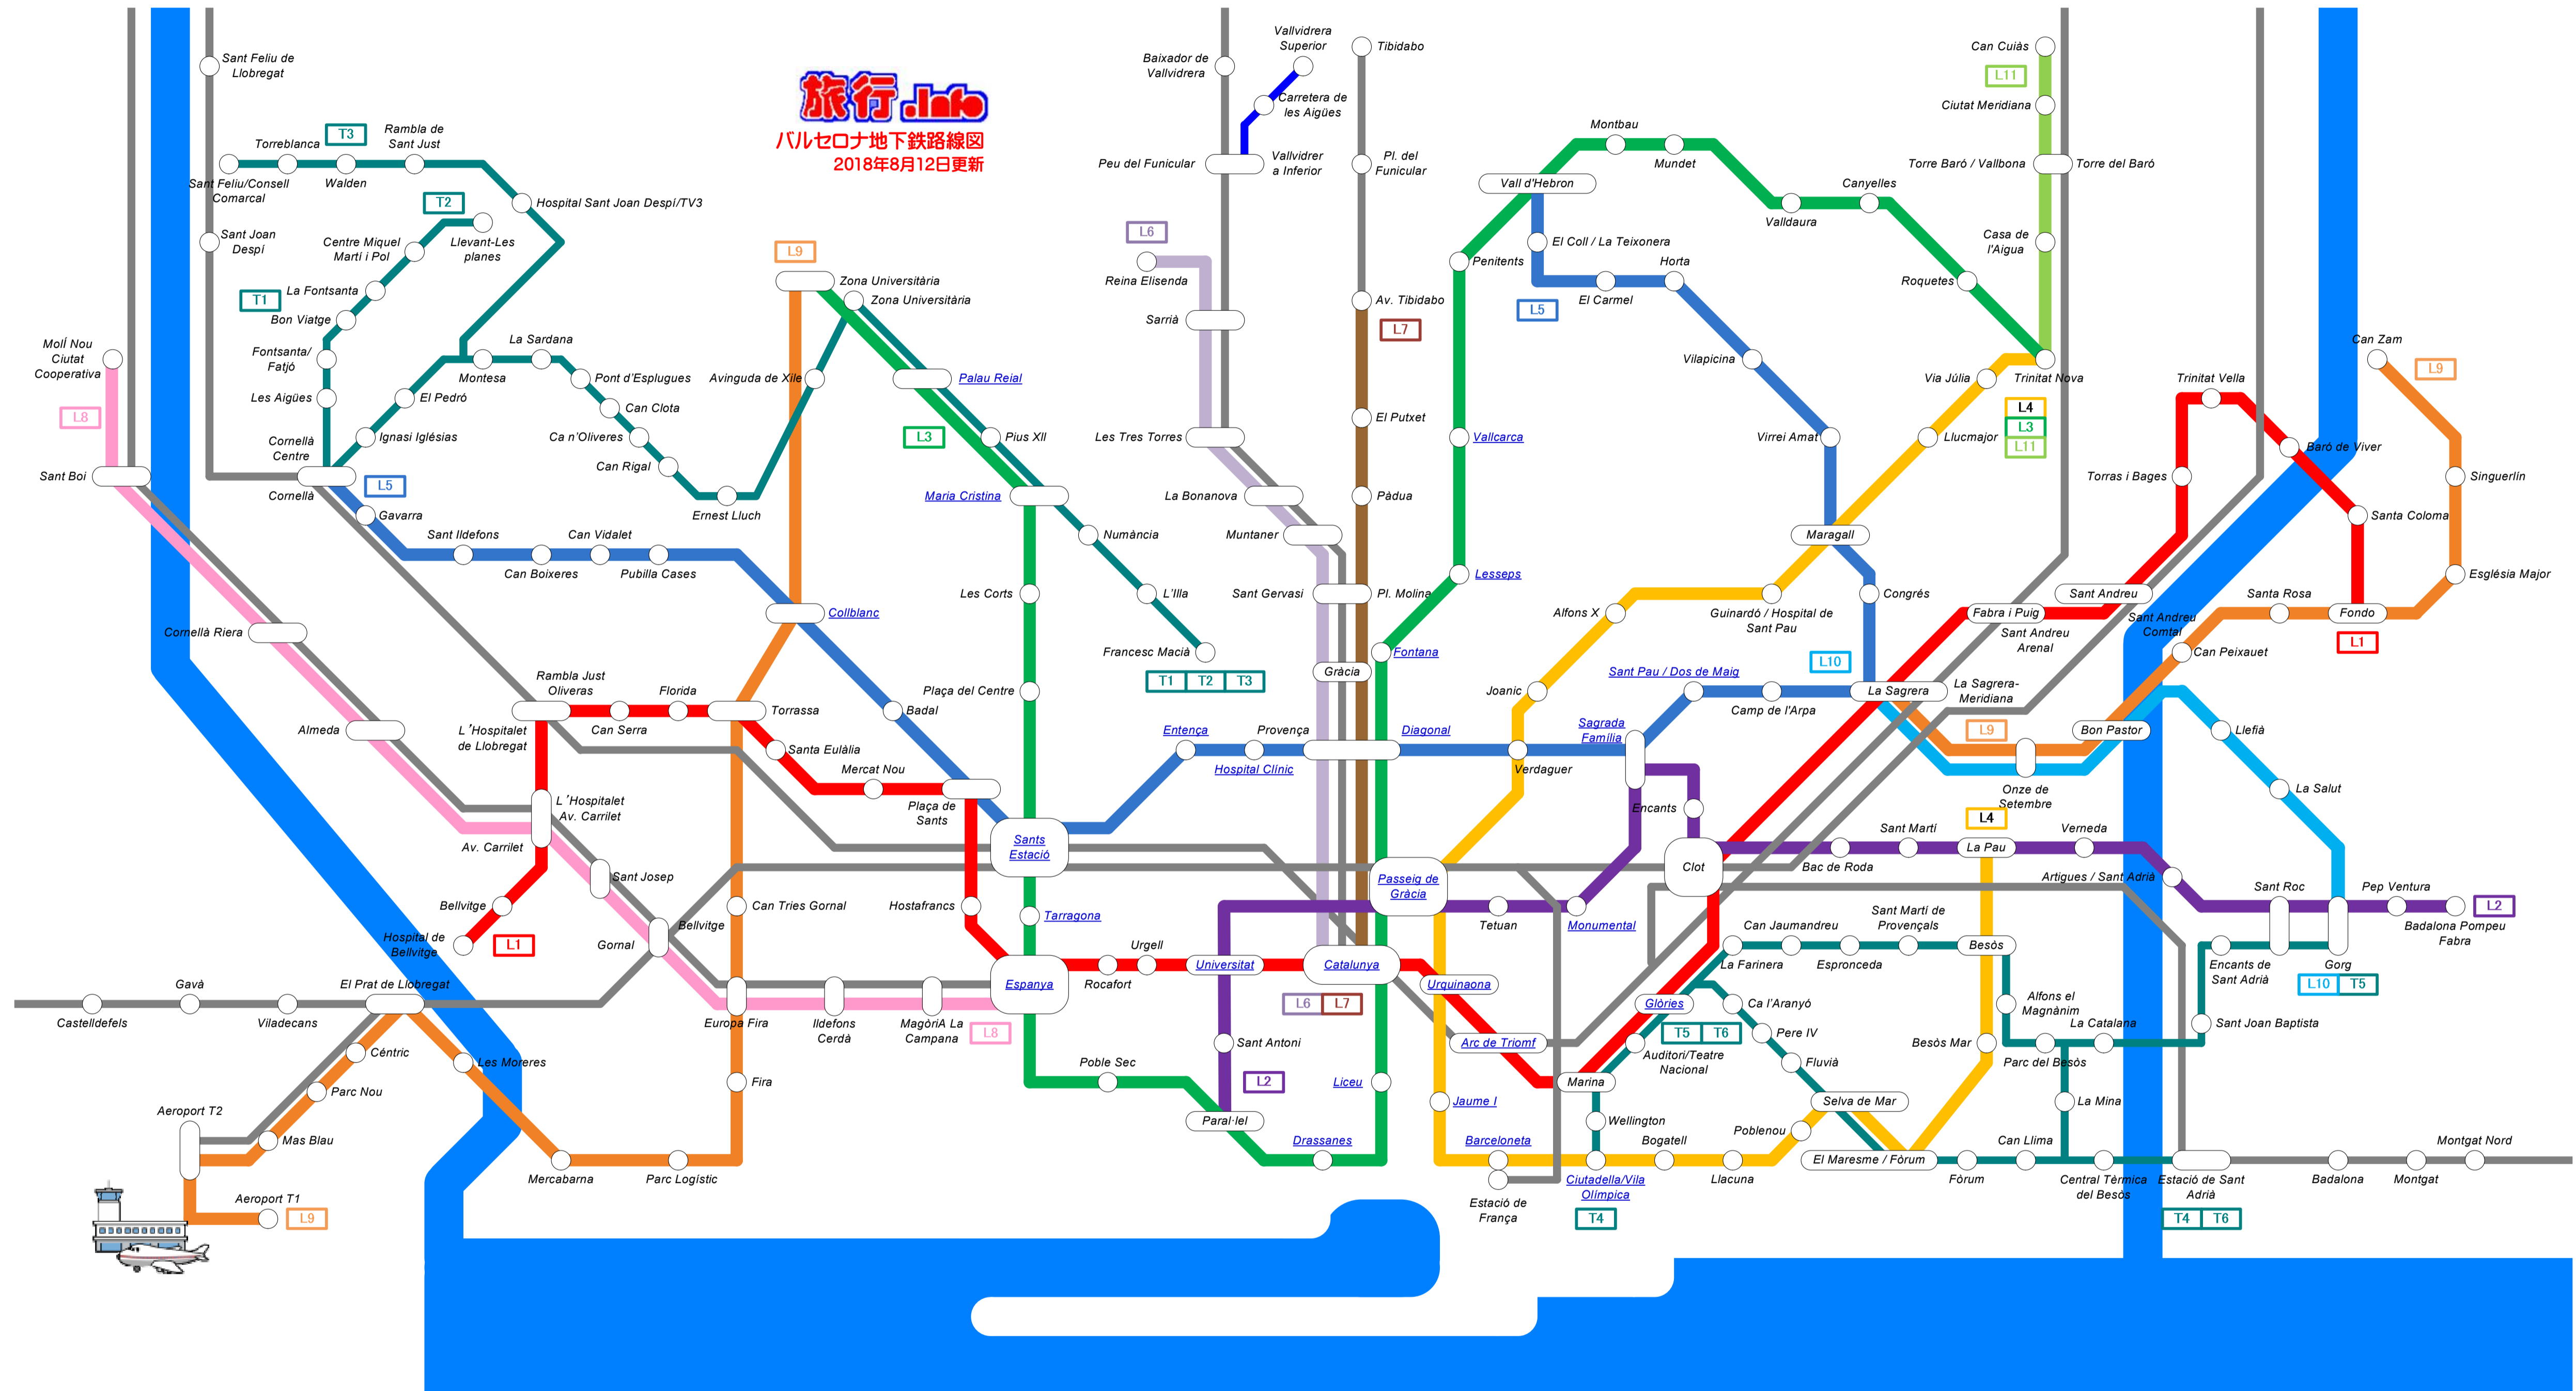 Sant Feliu de
Llobregat
Torreblanca
T3
Rambla de
Sant Just
Sant Feliu/Consell
Comarcal
Walden
T2
Hospital Sant Joan Despí/TV3
Sant Joan
Despí
Centre Miquel
Martí i Pol
Llevant-Les
planes
La Fontsanta
T1
Bon Viatge
Fontsanta/
Fatjó
Les Aigües
La Sardana
Montesa
El Pedró
Pont d'Esplugues
Can Clota
Ca n'Oliveres
Can Rigal
Ernest Lluch
Avinguda de Xile
Ignasi Iglésias
Cornellà
Centre
Cornellà
L5
MolÍ Nou
Ciutat
Cooperativa
L8
Sant Boi
旅行.Info
バルセロナ地下鉄路線図
2018年8月12日更新
L9
Zona Universitària
Zona Universitària
Palau Reial
L3
Pius XII
Maria Cristina
Numància
L'Illa
Francesc Macià
T1
T2
T3
Gavarra
Sant Ildefons
Can Boixeres
Can Vidalet
Pubilla Cases
Collblanc
Badal
Les Corts
Plaça del Centre
Cornellà Riera
Almeda
Rambla Just
Oliveras
L'Hospitalet
de Llobregat
Can Serra
Florida
Torrassa
Santa Eulàlia
Mercat Nou
Plaça de
Sants
Sants
Estació
L'Hospitalet
Av. Carrilet
Av. Carrilet
Sant Josep
Bellvitge
Hospital de
Bellvitge
L1
Gornal
Bellvitge
Can Tries Gornal
Hostafrancs
Tarragona
Espanya
Castelldefels
Gavà
Viladecans
El Prat de Llobregat
Europa Fira
Ildefons
Cerdà
MagòriA La
Campana
L8
Céntric
Parc Nou
Mas Blau
Aeroport T2
Aeroport T1
L9
Les Moreres
Mercabarna
Parc Logístic
Fira
Baixador de
Vallvidrera
Vallvidrera
Superior
Carretera de
les Aigües
Peu del Funicular
Vallvidrer
a Inferior
Tibidabo
Pl. del
Funicular
L6
Reina Elisenda
Sarrià
Les Tres Torres
La Bonanova
Muntaner
Sant Gervasi
Pl. Molina
Gràcia
Av. Tibidabo
L7
El Putxet
Pàdua
Vall d'Hebron
Montbau
Mundet
Valldaura
Canyelles
Roquetes
Trinitat Nova
Penitents
Vallcarca
Lesseps
Fontana
El Coll / La Teixonera
L5
El Carmel
Horta
Vilapicina
Virrei Amat
Maragall
Congrés
Can Cuiàs
L11
Ciutat Meridiana
Torre Baró / Vallbona
Torre del Baró
Casa de
l'Aigua
Via Júlia
L4
L3
L11
Llucmajor
Guinardó / Hospital de
Sant Pau
Alfons X
Joanic
Verdaguer
Entença
Hospital Clínic
Provença
Diagonal
Sagrada
Família
Sant Pau / Dos de Maig
Camp de l'Arpa
L10
La Sagrera
La Sagrera-
Meridiana
L9
Onze de
Setembre
Bon Pastor
Can Peixauet
Santa Rosa
Fondo
L1
Església Major
Singuerlín
Can Zam
L9
Trinitat Vella
Baró de Viver
Santa Coloma
Torras i Bages
Sant Andreu
Sant Andreu
Comtal
Fabra i Puig
Sant Andreu
Arenal
Llefià
La Salut
Encants
Clot
Bac de Roda
Sant Martí
L4
La Pau
Verneda
Artigues / Sant Adrià
Sant Roc
Pep Ventura
Badalona Pompeu
Fabra
L2
Gorg
L10
T5
Encants de
Sant Adrià
Sant Joan Baptista
Passeig de
Gràcia
Tetuan
Monumental
Rocafort
Urgell
Universitat
Catalunya
L6
L7
Urquinaona
Arc de Triomf
Marina
Glòries
T5
T6
Auditori/Teatre
Nacional
La Farinera
Can Jaumandreu
Espronceda
Sant Martí de
Provençals
Besòs
Ca l'Aranyó
Pere IV
Fluvià
Selva de Mar
Besòs Mar
Alfons el
Magnànim
Parc del Besòs
La Catalana
La Mina
Sant Antoni
L2
Poble Sec
Paral·lel
Drassanes
Liceu
Jaume I
Barceloneta
Estació de
França
Wellington
Ciutadella/Vila
Olímpica
T4
Bogatell
Llacuna
Poblenou
El Maresme / Fòrum
Fòrum
Can Llima
Central Tèrmica
del Besòs
Estació de Sant
Adrià
T4
T6
Badalona
Montgat
Montgat Nord